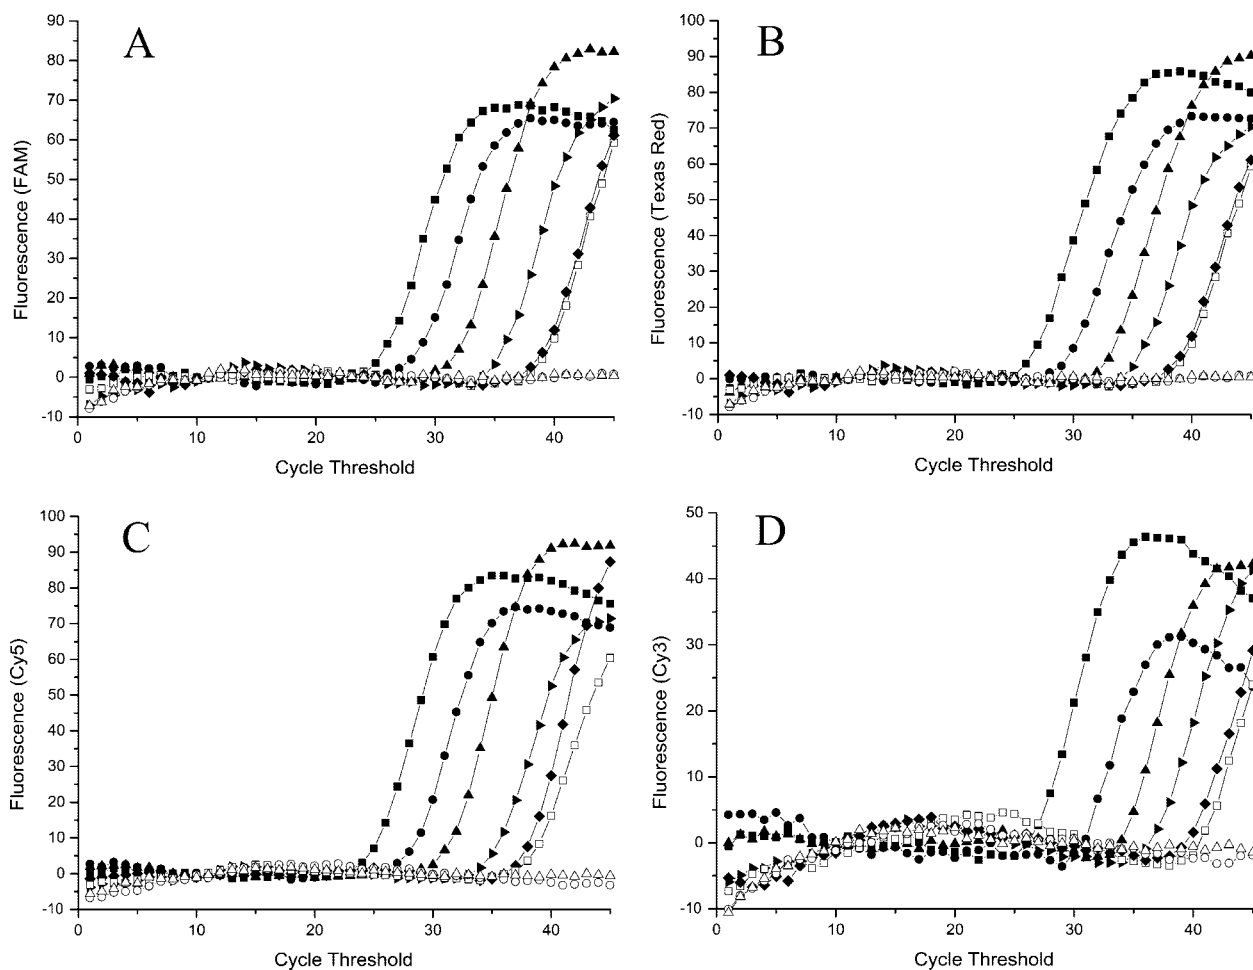 A
Fluorescence (FAM)
90
80
70
60
50
40
30
20
10
0
-10
0 10 20 30 40
Cycle Threshold
B
Fluorescence (Texas Red)
100
90
80
70
60
50
40
30
20
10
0
-10
0 10 20 30 40
Cycle Threshold
C
Fluorescence (Cy5)
100
90
80
70
60
50
40
30
20
10
0
-10
0 10 20 30 40
Cycle Threshold
D
Fluorescence (Cy3)
50
40
30
20
10
0
-10
0 10 20 30 40
Cycle Threshold